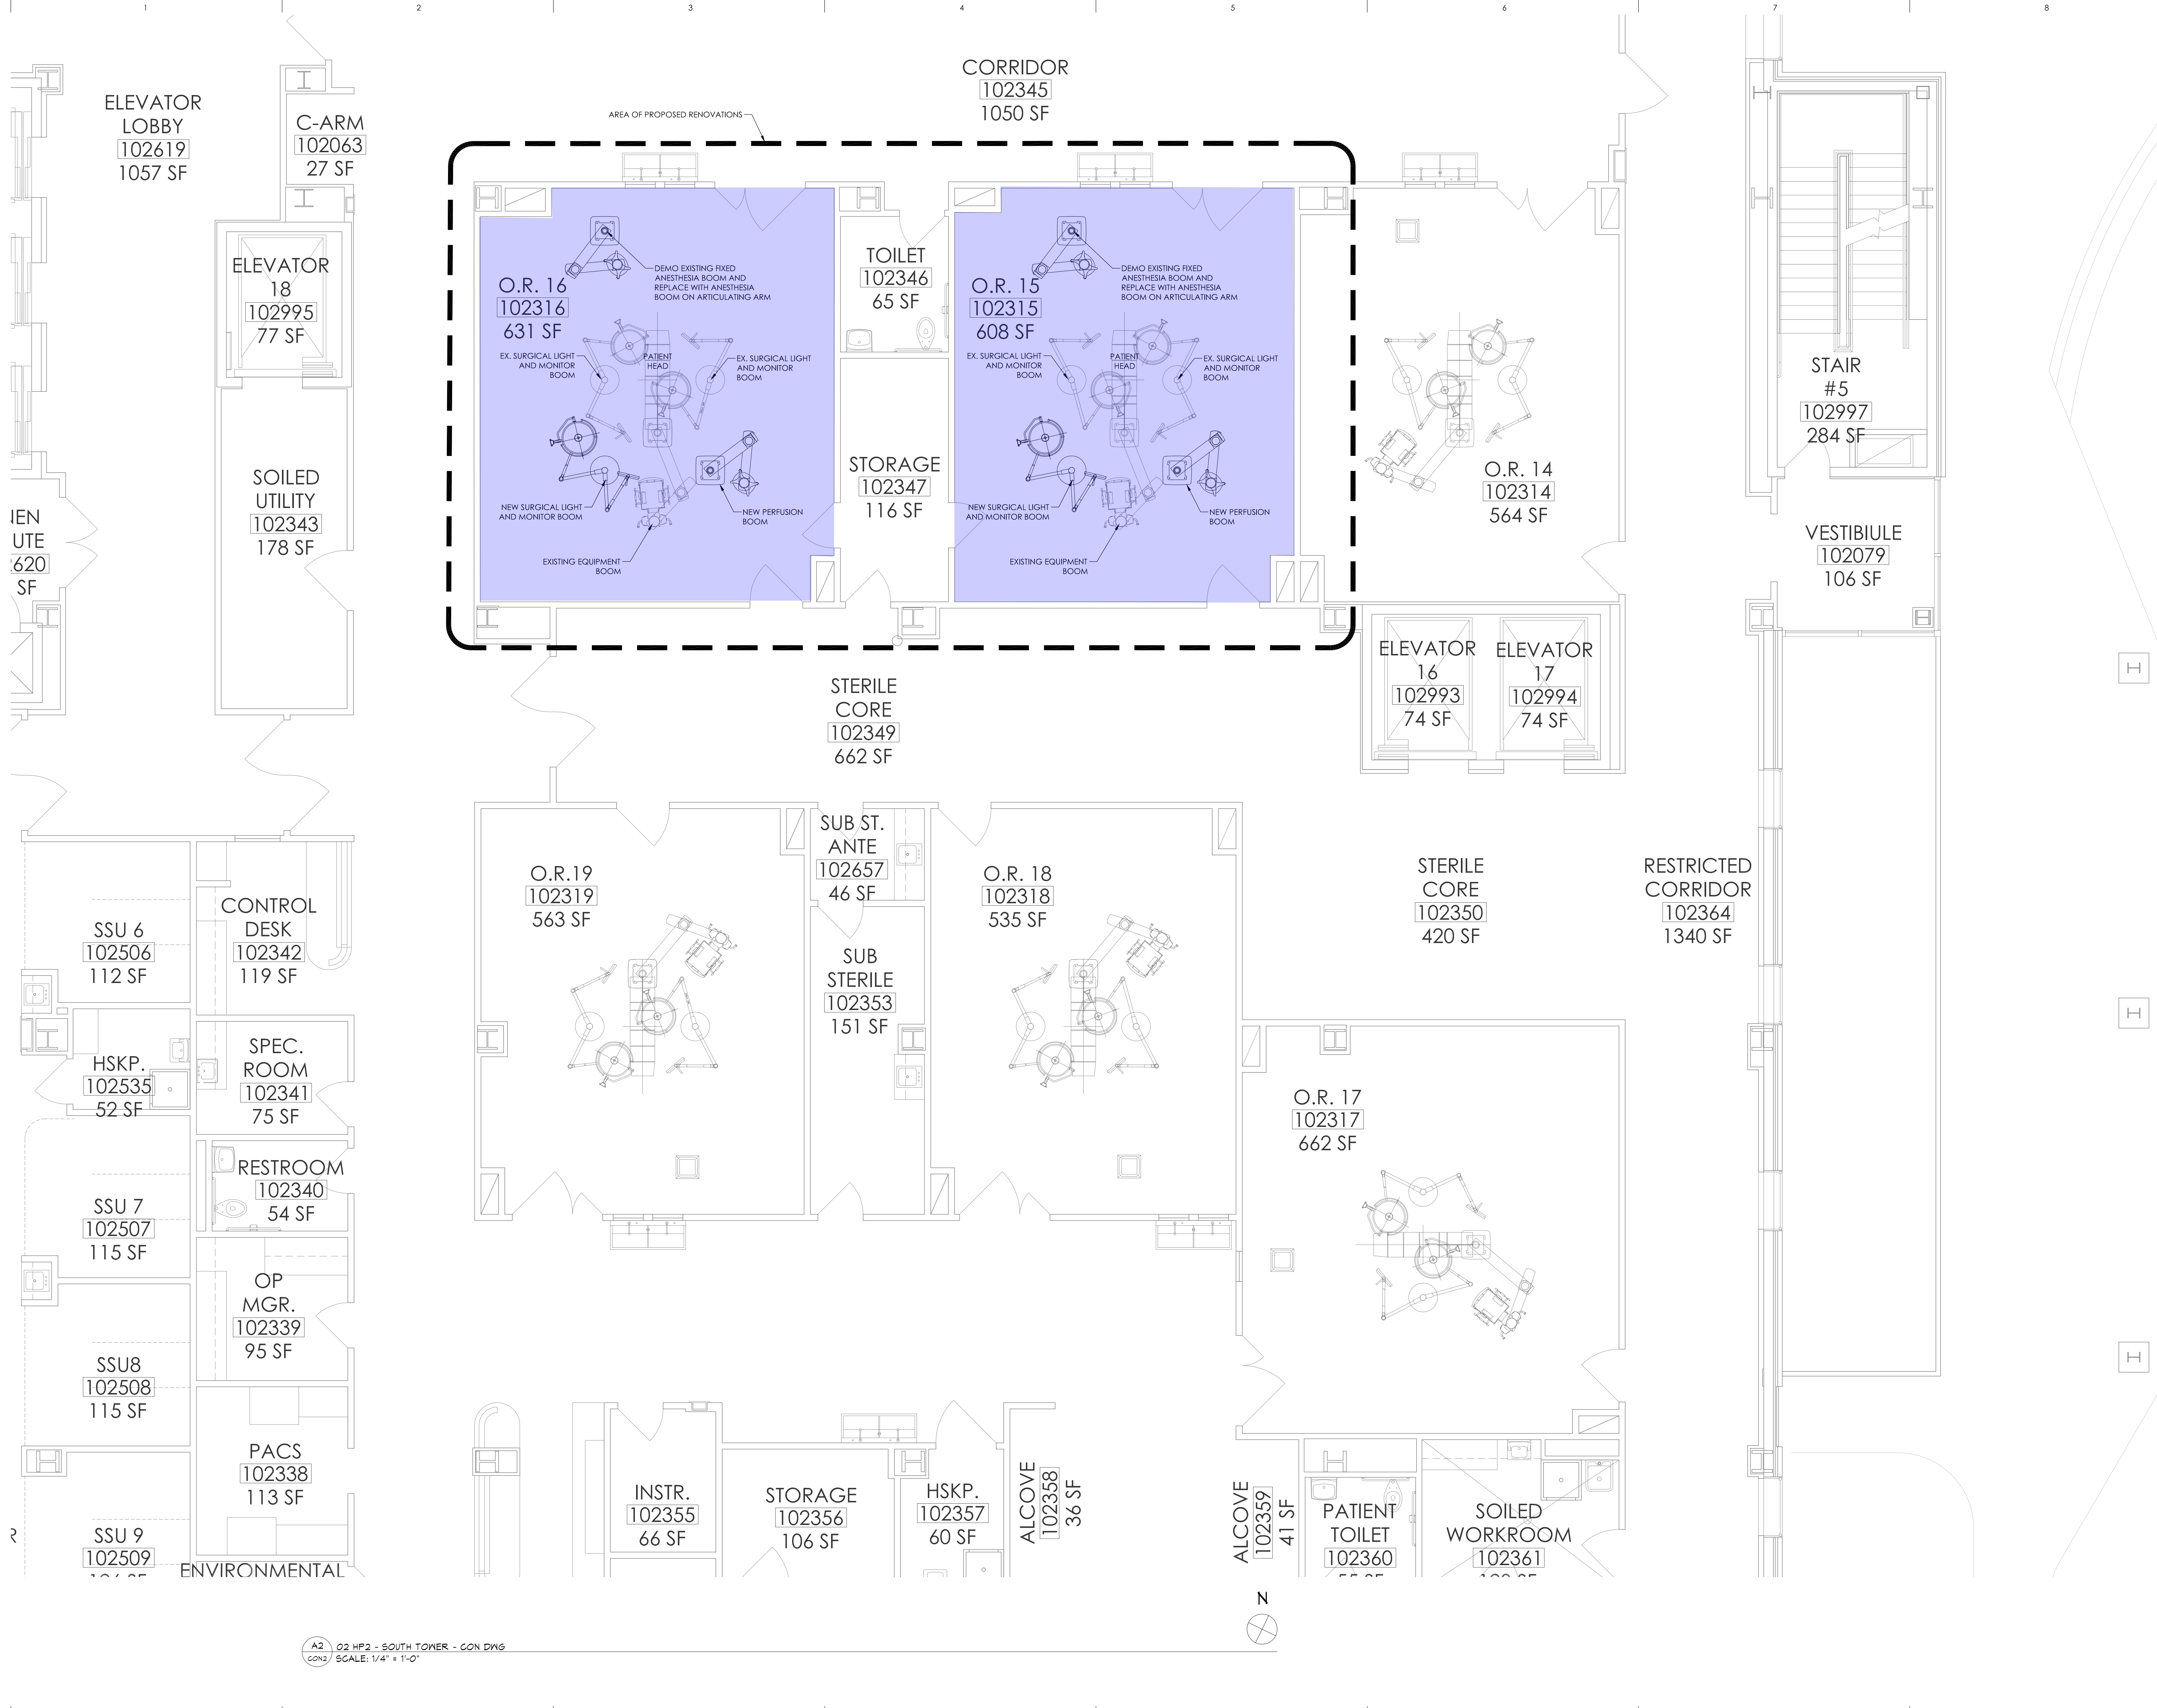 1 2 3 4 5 6 7 8
CORRIDOR
102345
1050 SF
AREA OF PROPOSED RENOVATIONS
ELEVATOR
LOBBY
102619
1057 SF
C-ARM
102063
27 SF
ELEVATOR
18
102995
77 SF
O.R. 16
102316
631 SF
DEMO EXISTING FIXED
ANESTHESIA BOOM AND
REPLACE WITH ANESTHESIA
BOOM ON ARTICULATING ARM
EX. SURGICAL LIGHT
AND MONITOR
BOOM
PATIENT
HEAD
EX. SURGICAL LIGHT
AND MONITOR
BOOM
NEW SURGICAL LIGHT
AND MONITOR BOOM
NEW PERFUSION
BOOM
EXISTING EQUIPMENT
BOOM
TOILET
102346
65 SF
STORAGE
102347
116 SF
O.R. 15
102315
608 SF
DEMO EXISTING FIXED
ANESTHESIA BOOM AND
REPLACE WITH ANESTHESIA
BOOM ON ARTICULATING ARM
EX. SURGICAL LIGHT
AND MONITOR
BOOM
PATIENT
HEAD
EX. SURGICAL LIGHT
AND MONITOR
BOOM
NEW SURGICAL LIGHT
AND MONITOR BOOM
NEW PERFUSION
BOOM
EXISTING EQUIPMENT
BOOM
O.R. 14
102314
564 SF
STAIR
#5
102997
284 SF
SOILED
UTILITY
102343
178 SF
UTE
SF
VESTIBIULE
102079
106 SF
ELEVATOR
16
102993
74 SF
ELEVATOR
17
102994
74 SF
STERILE
CORE
102349
662 SF
O.R.19
102319
563 SF
SUB ST.
ANTE
102657
46 SF
SUB
STERILE
102353
151 SF
O.R. 18
102318
535 SF
STERILE
CORE
102350
420 SF
RESTRICTED
CORRIDOR
102364
1340 SF
SSU 6
102506
112 SF
CONTROL
DESK
102342
119 SF
HSKP.
102535
52 SF
SPEC.
ROOM
102341
75 SF
O.R. 17
102317
662 SF
RESTROOM
102340
54 SF
SSU 7
102507
115 SF
OP
MGR.
102339
95 SF
SSU8
102508
115 SF
PACS
102338
113 SF
SSU 9
102509
ENVIRONMENTAL
INSTR.
102355
66 SF
STORAGE
102356
106 SF
HSKP.
102357
60 SF
ALCOVE
102358
36 SF
ALCOVE
102359
41 SF
PATIENT
TOILET
102360
SOILED
WORKROOM
102361
N
A2
CON2
02 HP2 - SOUTH TOWER - CON DWG
SCALE: 1/4" = 1'-0"